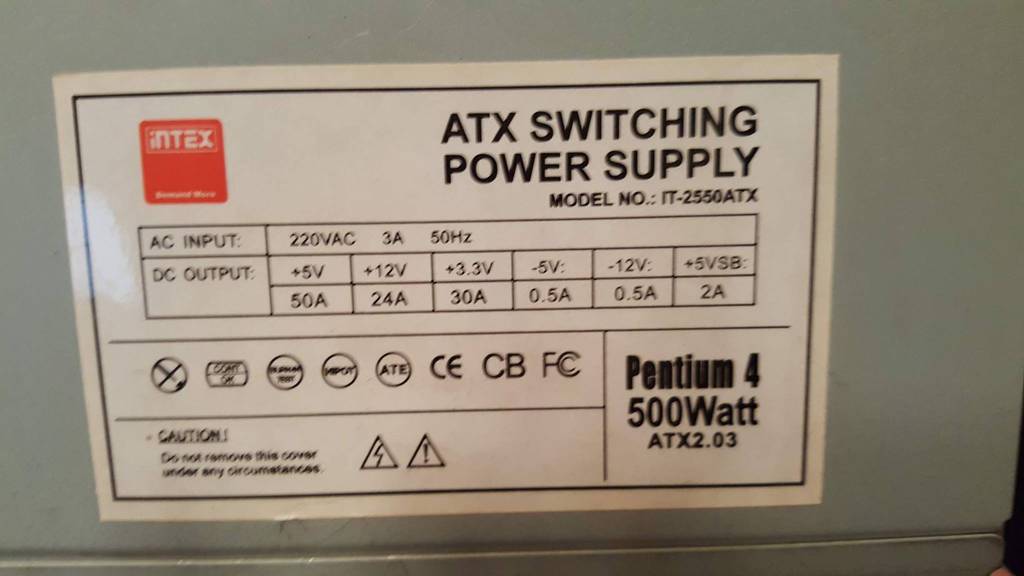 iNTEX
Demand More
ATX SWITCHING
POWER SUPPLY
MODEL NO.: IT-2550ATX
AC INPUT: 220VAC 3A 50Hz
DC OUTPUT: +5V +12V +3.3V -5V: -12V: +5VSB:
50A 24A 30A 0.5A 0.5A 2A
HIPOT ATE CE CB FC
Pentium 4
500Watt
ATX2.03
- CAUTION!
Do not remove this cover
under any circumstances.